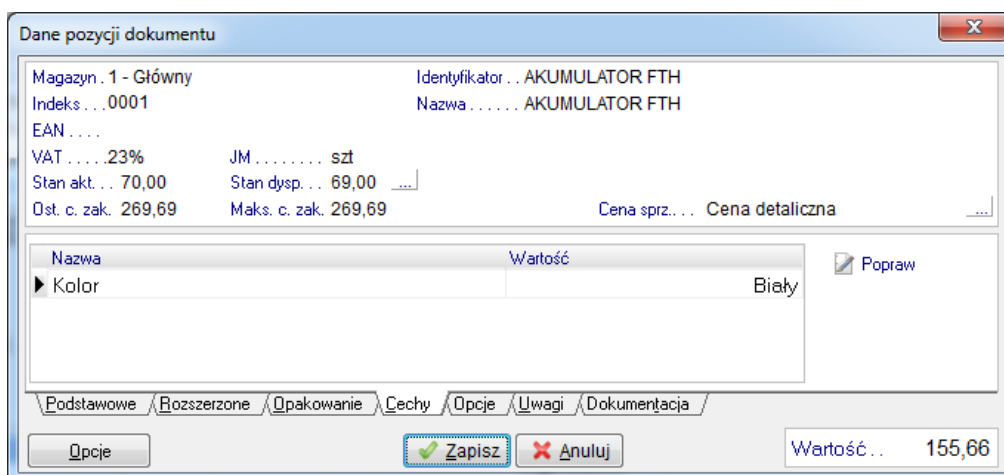 Dane pozycji dokumentu
Magazyn . 1 - Główny Identyfikator . . AKUMULATOR FTH
Indeks . . . 0001 Nazwa . . . . . . AKUMULATOR FTH
EAN . . . .
VAT . . . . . 23% JM . . . . . . . . szt
Stan akt. . . 70,00 Stan dysp. . . 69,00 ...
Ost. c. zak. 269,69 Maks. c. zak. 269,69 Cena sprz.. . . Cena detaliczna ...
Nazwa Wartość
Kolor Biały
Popraw
Podstawowe Rozszerzone Opakowanie Cechy Opcje Uwagi Dokumentacja
Opcje Zapisz Anuluj Wartość . . 155,66